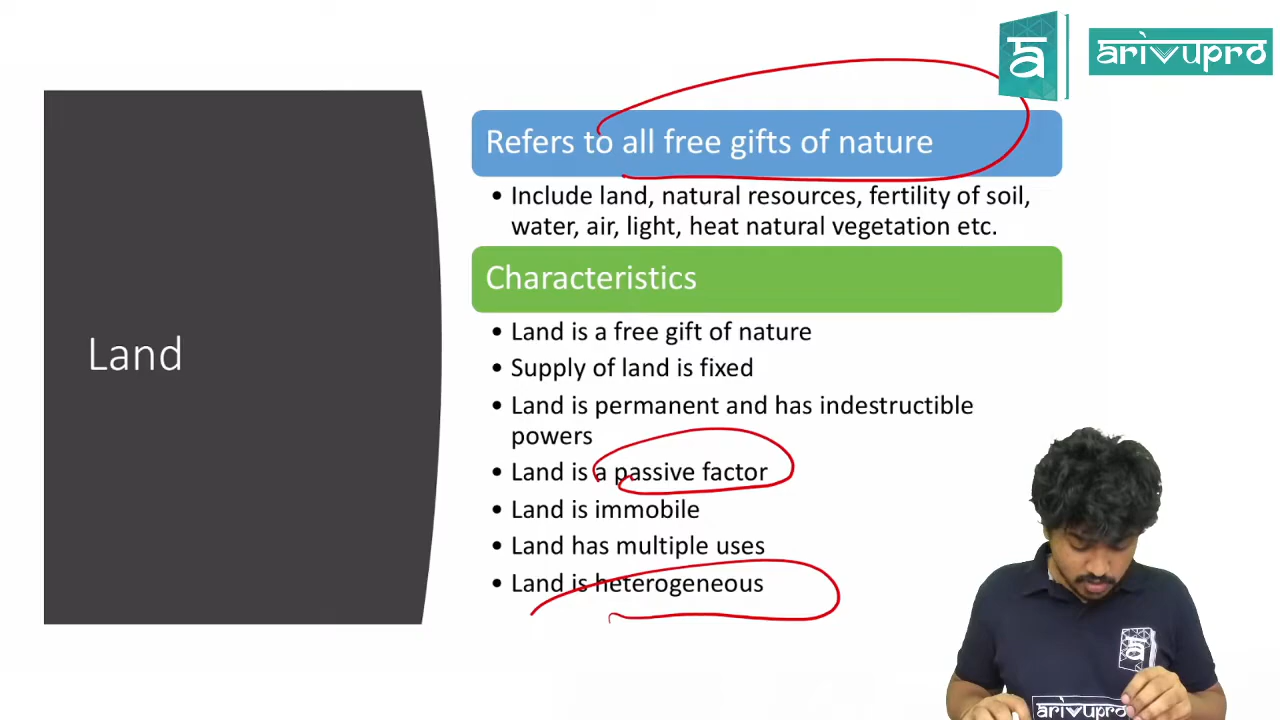 a
arivupro
Refers to all free gifts of nature
• Include land, natural resources, fertility of soil,
water, air, light, heat natural vegetation etc.
Characteristics
• Land is a free gift of nature
• Supply of land is fixed
• Land is permanent and has indestructible
powers
• Land is a passive factor
• Land is immobile
• Land has multiple uses
• Land is heterogeneous
Land
a
arivupro